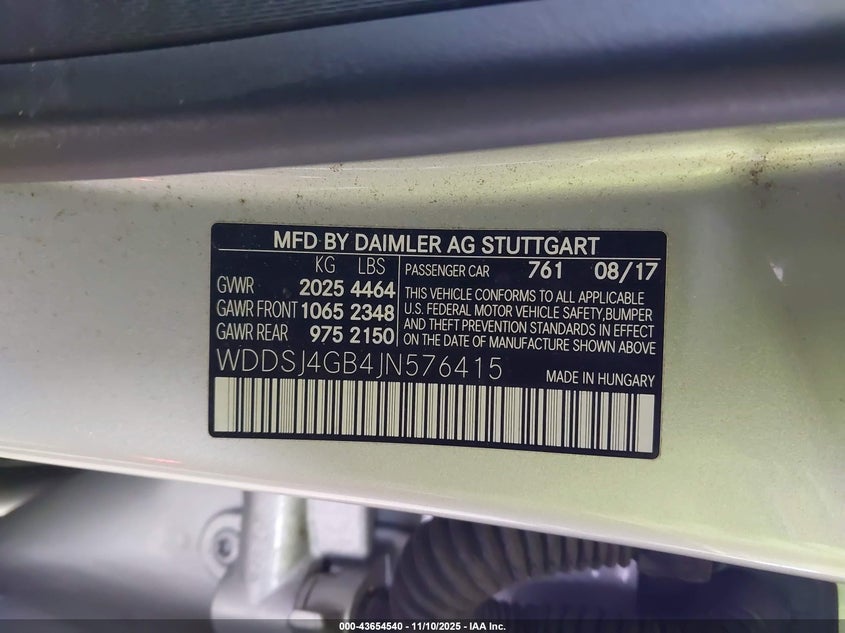 MFD BY DAIMLER AG STUTTGART
KG LBS
GVWR 2025 4464
GAWR FRONT 1065 2348
GAWR REAR 975 2150
PASSENGER CAR 761 08/17
THIS VEHICLE CONFORMS TO ALL APPLICABLE
U.S. FEDERAL MOTOR VEHICLE SAFETY,BUMPER
AND THEFT PREVENTION STANDARDS IN EFFECT
ON DATE OF MANUFACTURE SHOWN ABOVE
WDDSJ4GB4JN576415
MADE IN HUNGARY
000-43654540 - 11/10/2025 - IAA Inc.